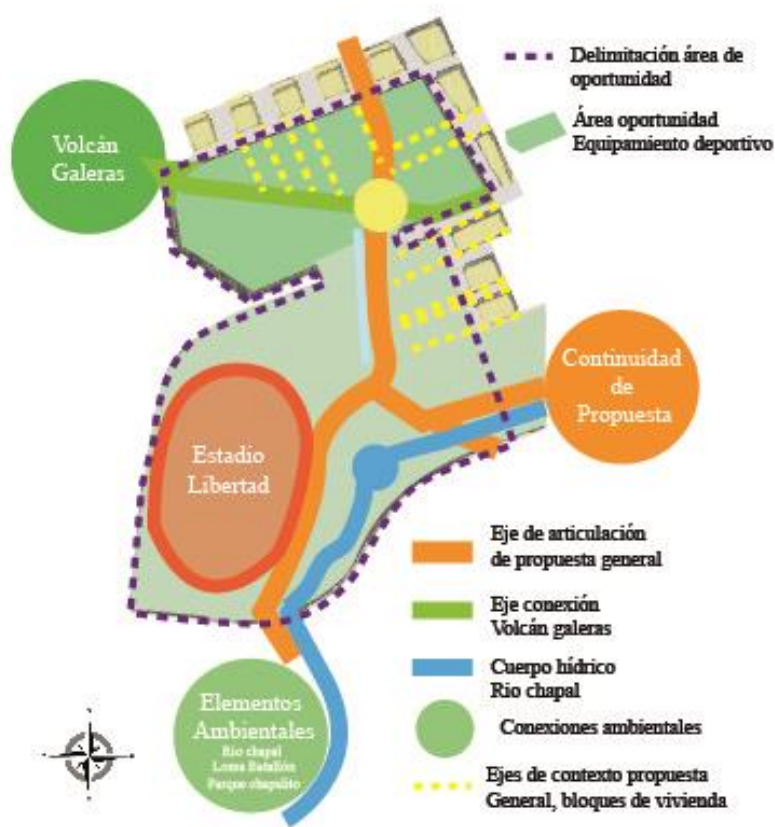 Delimitación área de
oportunidad
Área oportunidad
Equipamiento deportivo
Volcán
Galeras
Continuidad
de
Propuesta
Estadio
Libertad
Eje de articulación
de propuesta general
Eje conexión
Volcán galeras
Cuerpo hídrico
Rio chapal
Elementos
Ambientales
Rio chapal
Loma Batallón
Parque chapalito
Conexiones ambientales
Ejes de contexto propuesta
General, bloques de vivienda